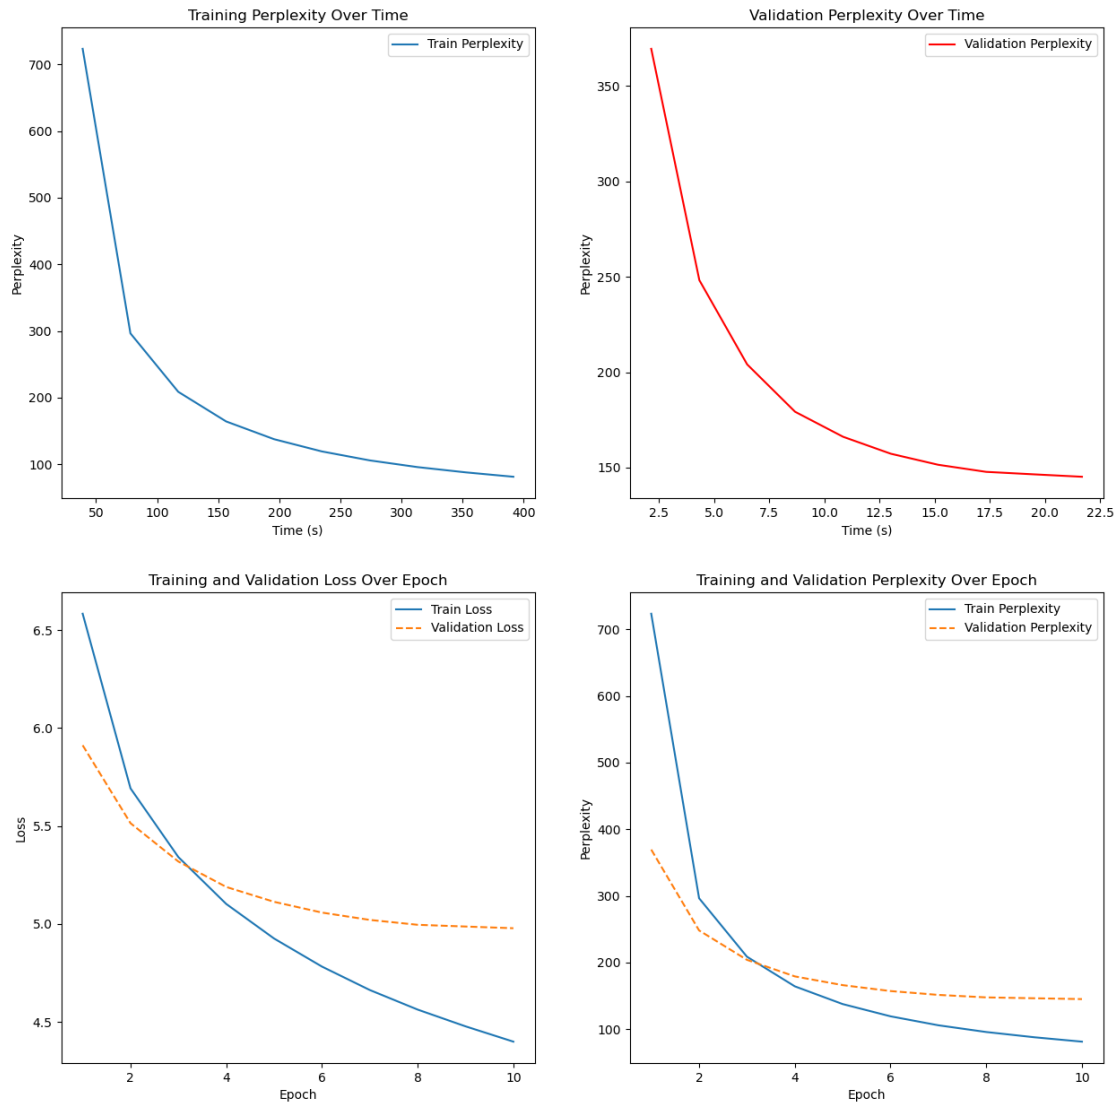 Training Perplexity Over Time
Train Perplexity
Perplexity
700
600
500
400
300
200
100
50 100 150 200 250 300 350 400
Time (s)
Validation Perplexity Over Time
Validation Perplexity
Perplexity
350
300
250
200
150
2.5 5.0 7.5 10.0 12.5 15.0 17.5 20.0 22.5
Time (s)
Training and Validation Loss Over Epoch
Train Loss
Validation Loss
Loss
6.5
6.0
5.5
5.0
4.5
2 4 6 8 10
Epoch
Training and Validation Perplexity Over Epoch
Train Perplexity
Validation Perplexity
Perplexity
700
600
500
400
300
200
100
2 4 6 8 10
Epoch